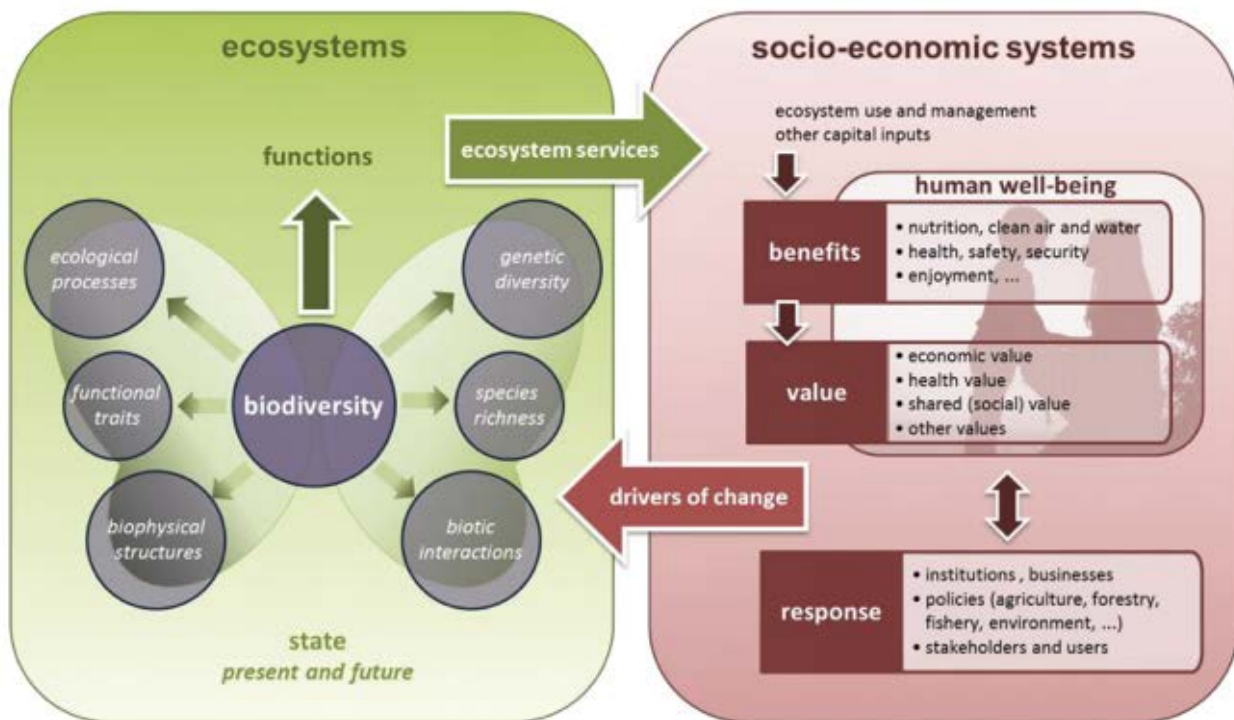 ecosystems
functions
ecological
processes
genetic
diversity
functional
traits
biodiversity
species
richness
biophysical
structures
biotic
interactions
state
present and future
ecosystem services
drivers of change
socio-economic systems
ecosystem use and management
other capital inputs
human well-being
benefits
• nutrition, clean air and water
• health, safety, security
• enjoyment, ...
value
• economic value
• health value
• shared (social) value
• other values
response
• institutions , businesses
• policies (agriculture, forestry,
fishery, environment, ...)
• stakeholders and users